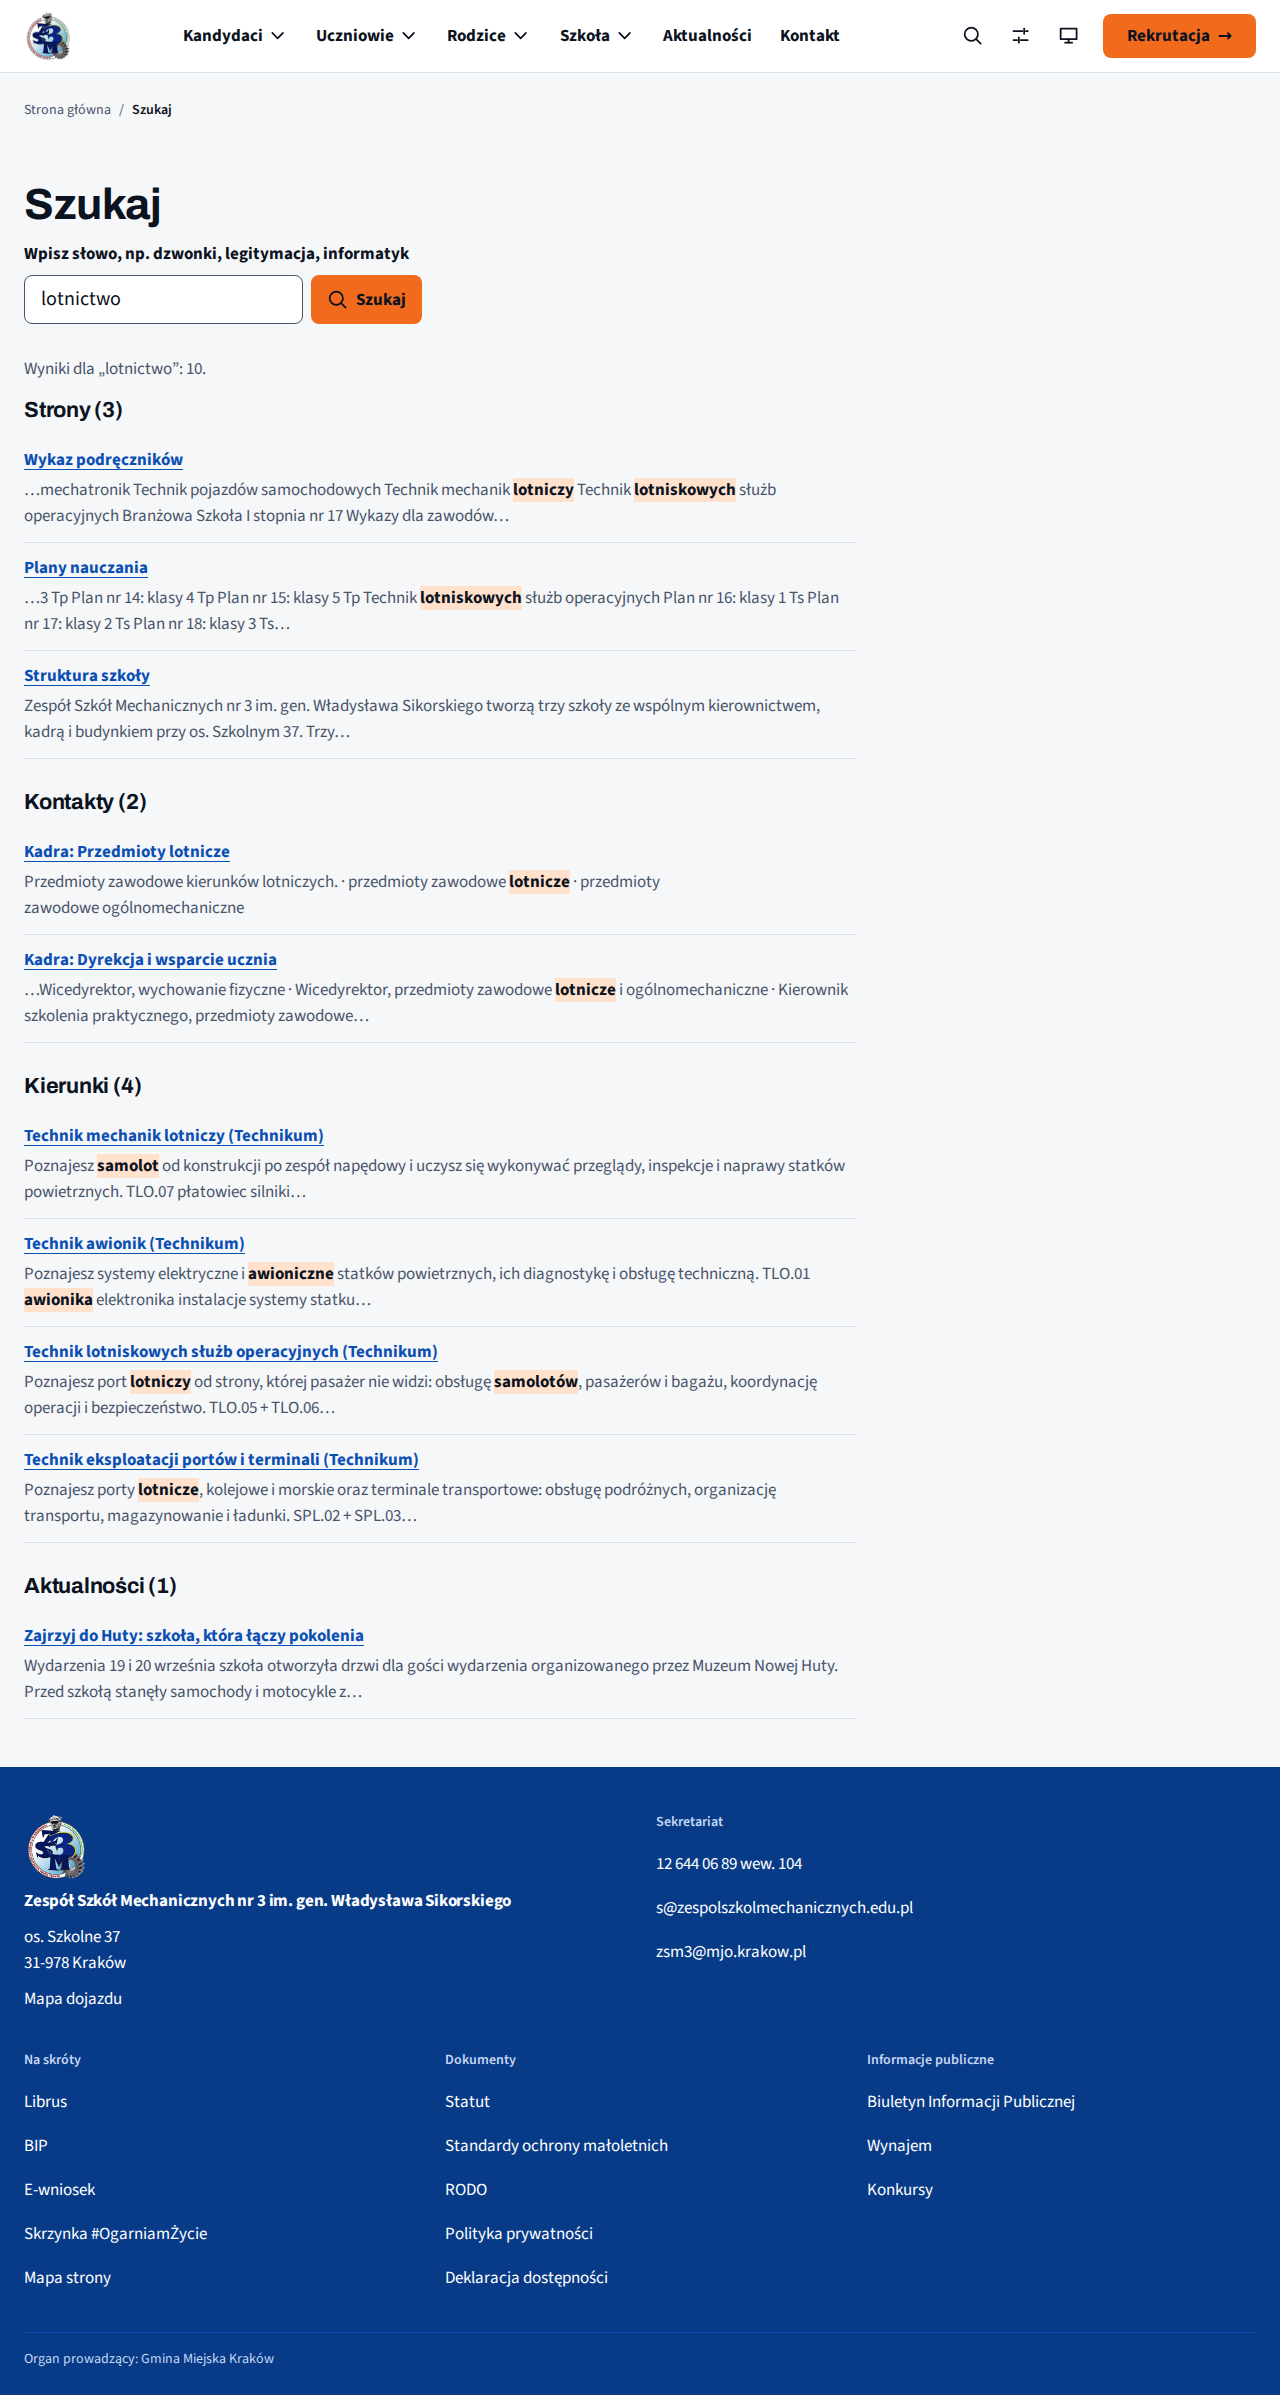 Kandydaci Uczniowie Rodzice Szkoła Aktualności Kontakt Rekrutacja →
Strona główna / Szukaj
Szukaj
Wpisz słowo, np. dzwonki, legitymacja, informatyk
lotnictwo Szukaj
Wyniki dla „lotnictwo”: 10.
Strony (3)
Wykaz podręczników
…mechatronik Technik pojazdów samochodowych Technik mechanik lotniczy Technik lotniskowych służb
operacyjnych Branżowa Szkoła I stopnia nr 17 Wykazy dla zawodów…
Plany nauczania
…3 Tp Plan nr 14: klasy 4 Tp Plan nr 15: klasy 5 Tp Technik lotniskowych służb operacyjnych Plan nr 16: klasy 1 Ts Plan
nr 17: klasy 2 Ts Plan nr 18: klasy 3 Ts…
Struktura szkoły
Zespół Szkół Mechanicznych nr 3 im. gen. Władysława Sikorskiego tworzą trzy szkoły ze wspólnym kierownictwem,
kadrą i budynkiem przy os. Szkolnym 37. Trzy…
Kontakty (2)
Kadra: Przedmioty lotnicze
Przedmioty zawodowe kierunków lotniczych. · przedmioty zawodowe lotnicze · przedmioty
zawodowe ogólnomechaniczne
Kadra: Dyrekcja i wsparcie ucznia
…Wicedyrektor, wychowanie fizyczne · Wicedyrektor, przedmioty zawodowe lotnicze i ogólnomechaniczne · Kierownik
szkolenia praktycznego, przedmioty zawodowe…
Kierunki (4)
Technik mechanik lotniczy (Technikum)
Poznajesz samolot od konstrukcji po zespół napędowy i uczysz się wykonywać przeglądy, inspekcje i naprawy statków
powietrznych. TLO.07 płatowiec silniki…
Technik awionik (Technikum)
Poznajesz systemy elektryczne i awioniczne statków powietrznych, ich diagnostykę i obsługę techniczną. TLO.01
awionika elektronika instalacje systemy statku…
Technik lotniskowych służb operacyjnych (Technikum)
Poznajesz port lotniczy od strony, której pasażer nie widzi: obsługę samolotów, pasażerów i bagażu, koordynację
operacji i bezpieczeństwo. TLO.05 + TLO.06…
Technik eksploatacji portów i terminali (Technikum)
Poznajesz porty lotnicze, kolejowe i morskie oraz terminale transportowe: obsługę podróżnych, organizację
transportu, magazynowanie i ładunki. SPL.02 + SPL.03…
Aktualności (1)
Zajrzyj do Huty: szkoła, która łączy pokolenia
Wydarzenia 19 i 20 września szkoła otworzyła drzwi dla gości wydarzenia organizowanego przez Muzeum Nowej Huty.
Przed szkołą stanęły samochody i motocykle z…
Zespół Szkół Mechanicznych nr 3 im. gen. Władysława Sikorskiego
os. Szkolne 37
31-978 Kraków
Mapa dojazdu
Sekretariat
12 644 06 89 wew. 104
s@zespolszkolmechanicznych.edu.pl
zsm3@mjo.krakow.pl
Na skróty
Librus
BIP
E-wniosek
Skrzynka #OgarniamŻycie
Mapa strony
Dokumenty
Statut
Standardy ochrony małoletnich
RODO
Polityka prywatności
Deklaracja dostępności
Informacje publiczne
Biuletyn Informacji Publicznej
Wynajem
Konkursy
Organ prowadzący: Gmina Miejska Kraków